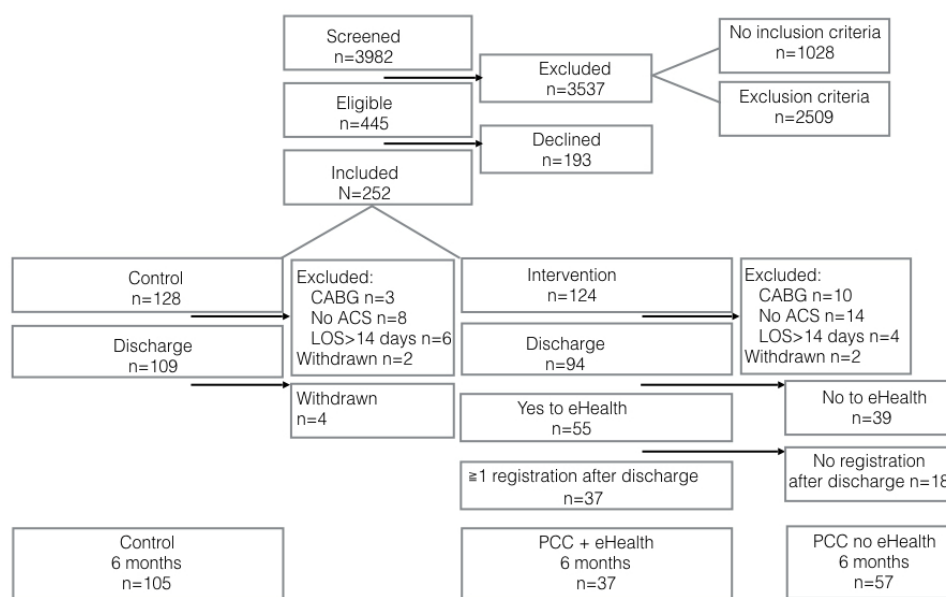 Screened
n=3982
Excluded
n=3537
No inclusion criteria
n=1028
Exclusion criteria
n=2509
Eligible
n=445
Declined
n=193
Included
N=252
Control
n=128
Excluded:
CABG n=3
No ACS n=8
LOS>14 days n=6
Withdrawn n=2
Discharge
n=109
Withdrawn
n=4
Intervention
n=124
Excluded:
CABG n=10
No ACS n=14
LOS>14 days n=4
Withdrawn n=2
Discharge
n=94
Yes to eHealth
n=55
No to eHealth
n=39
≧1 registration after discharge
n=37
No registration
after discharge n=18
Control
6 months
n=105
PCC + eHealth
6 months
n=37
PCC no eHealth
6 months
n=57